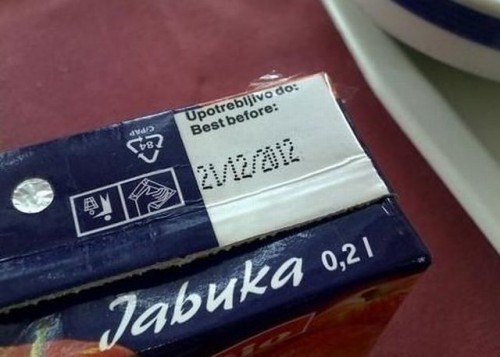 Upotrebljivo do:
Best before:
21/12/2012
84
C/PAP
Jabuka 0,2 l